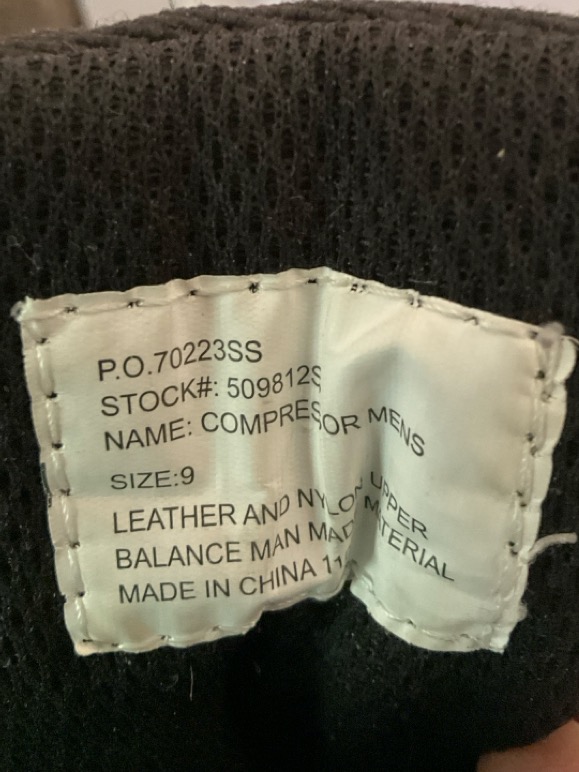 P.O.70223SS
STOCK#: 509812S
NAME: COMPRESSOR MENS
SIZE:9
LEATHER AND NYLON UPPER
BALANCE MAN MADE MATERIAL
MADE IN CHINA